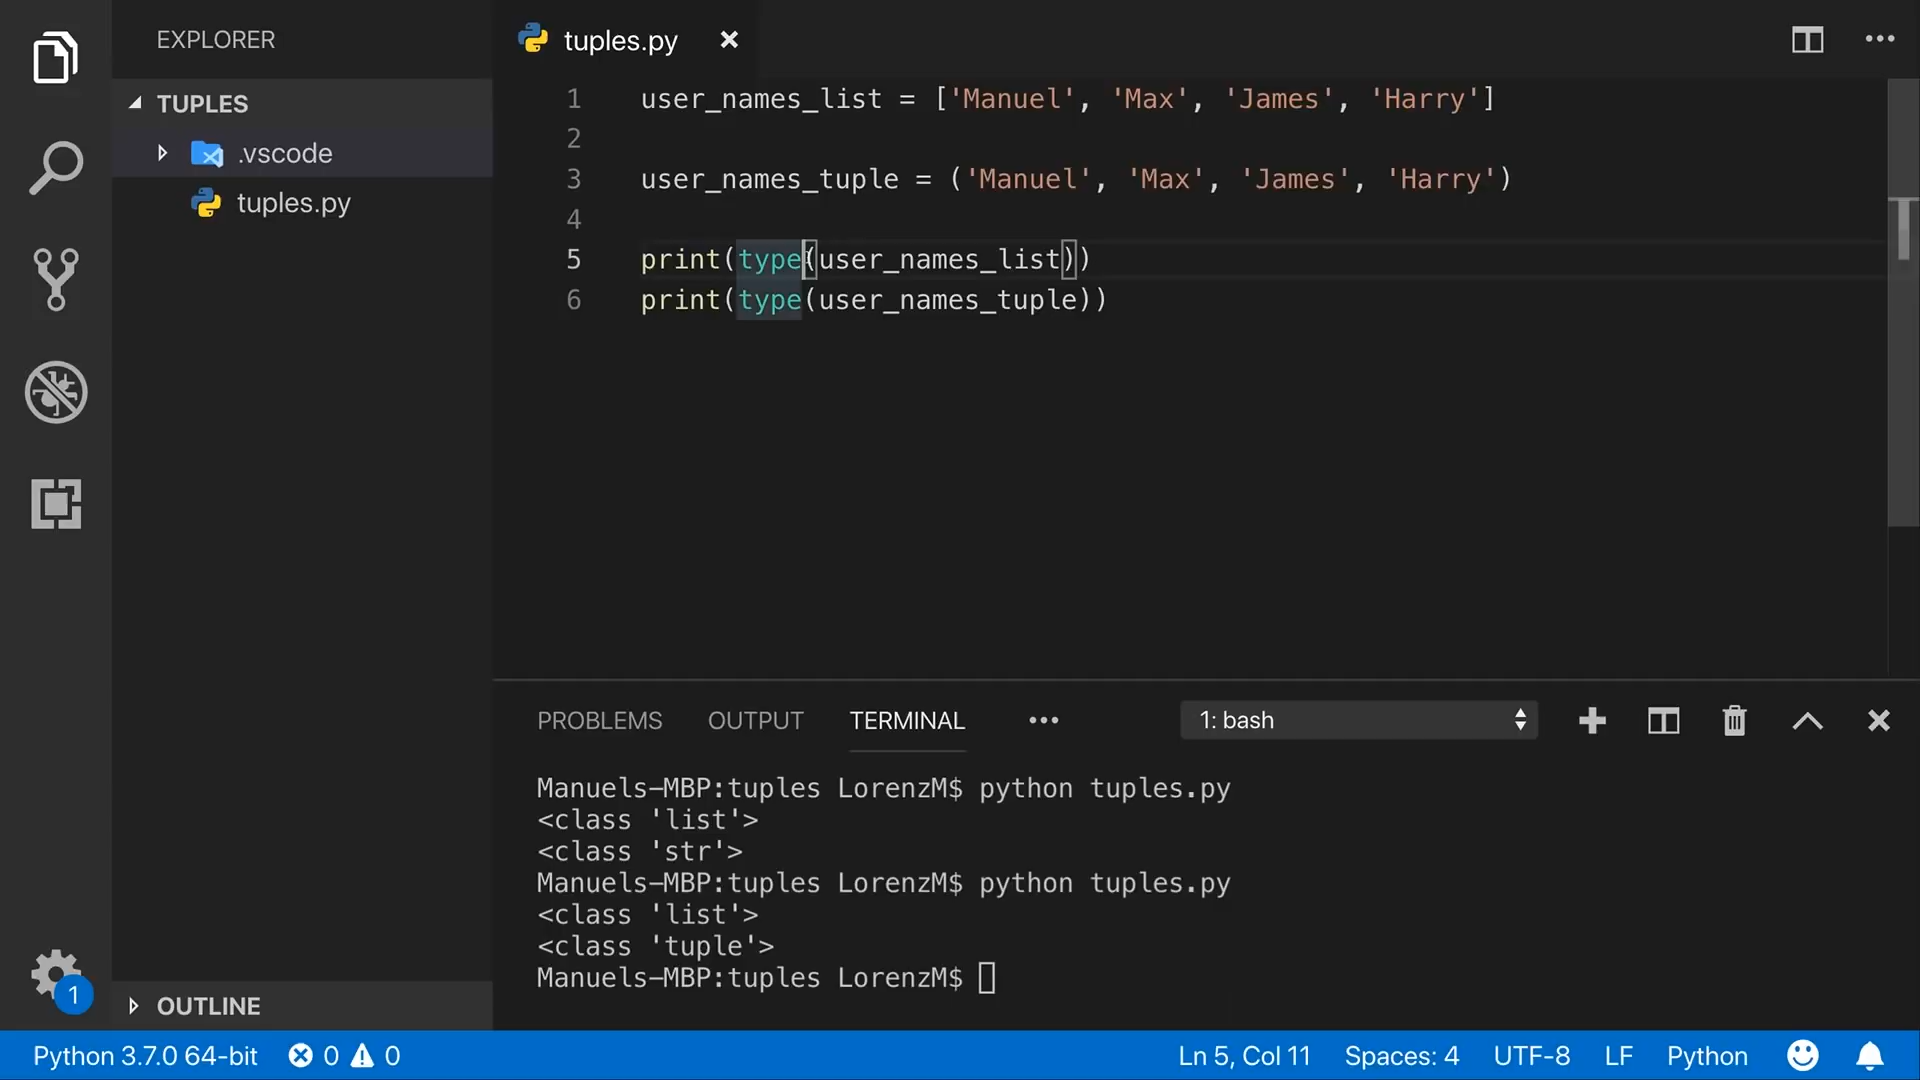 EXPLORER
TUPLES
.vscode
tuples.py
1
OUTLINE
tuples.py
1 user_names_list = ['Manuel', 'Max', 'James', 'Harry']
2
3 user_names_tuple = ('Manuel', 'Max', 'James', 'Harry')
4
5 print(type(user_names_list))
6 print(type(user_names_tuple))
PROBLEMS OUTPUT TERMINAL ••• 1: bash
Manuels-MBP:tuples LorenzM$ python tuples.py
<class 'list'>
<class 'str'>
Manuels-MBP:tuples LorenzM$ python tuples.py
<class 'list'>
<class 'tuple'>
Manuels-MBP:tuples LorenzM$
Python 3.7.0 64-bit 0 0 Ln 5, Col 11 Spaces: 4 UTF-8 LF Python